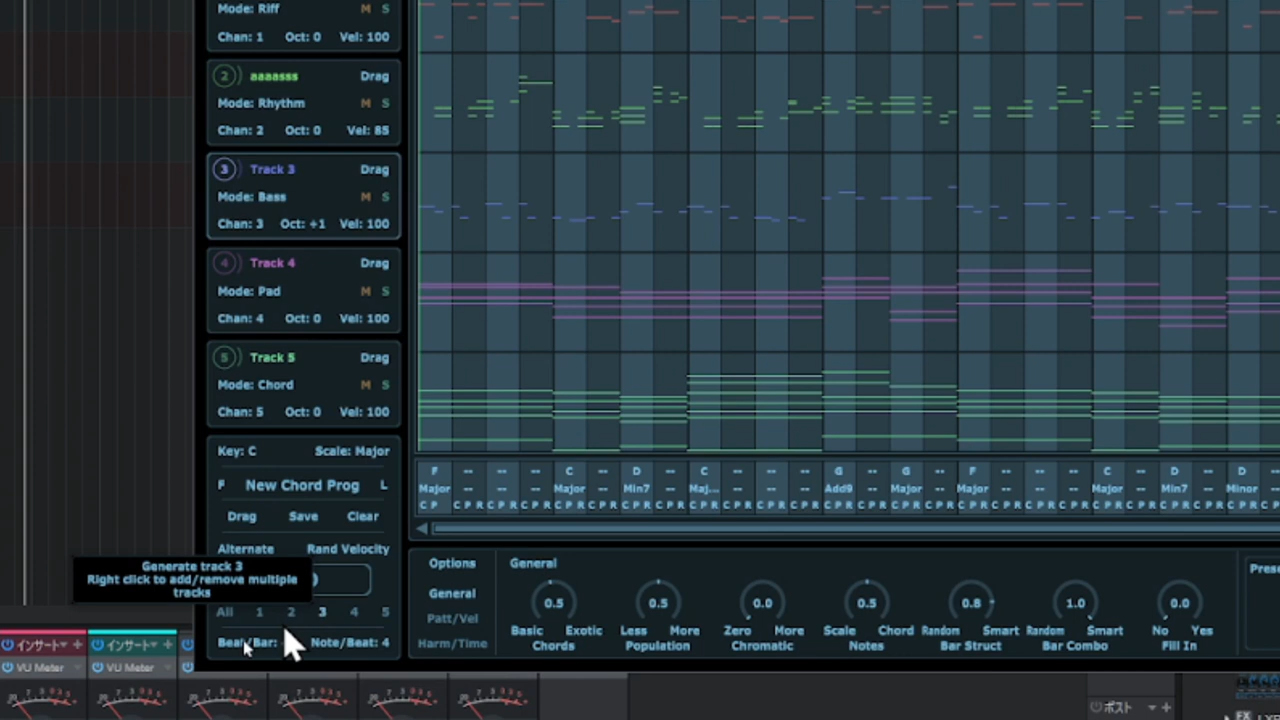 Mode: Riff M S
Chan: 1 Oct: 0 Vel: 100
2 aaaasss Drag
Mode: Rhythm M S
Chan: 2 Oct: 0 Vel: 85
3 Track 3 Drag
Mode: Bass M S
Chan: 3 Oct: +1 Vel: 100
4 Track 4 Drag
Mode: Pad M S
Chan: 4 Oct: 0 Vel: 100
5 Track 5 Drag
Mode: Chord M S
Chan: 5 Oct: 0 Vel: 100
Key: C Scale: Major
F New Chord Prog L
Drag Save Clear
Alternate Rand Velocity
Generate track 3
Right click to add/remove multiple
tracks
All 1 2 3 4 5
Beat/Bar: Note/Beat: 4
F -- -- -- C -- D -- C -- -- -- G -- G -- F -- -- -- C -- D -- D --
Major -- -- -- Major -- Min7 -- Maj... -- -- -- Add9 -- Major -- Major -- -- -- Major -- Min7 -- Minor --
C P R C P R C P R C P R C P R C P R C P R C P R C P R C P R C P R C P R C P R C P R C P R C P R C P R C P R C P R C P R C P R C P R C P R C P R C P R C P R
Options General
General
Patt/Vel
Harm/Time
0.5 0.5 0.0 0.5 0.8 1.0 0.0
Basic Exotic Less More Zero More Scale Chord Random Smart Random Smart No Yes
Chords Population Chromatic Notes Bar Struct Bar Combo Fill In
インサート インサート
VU Meter VU Meter
ポスト
FX